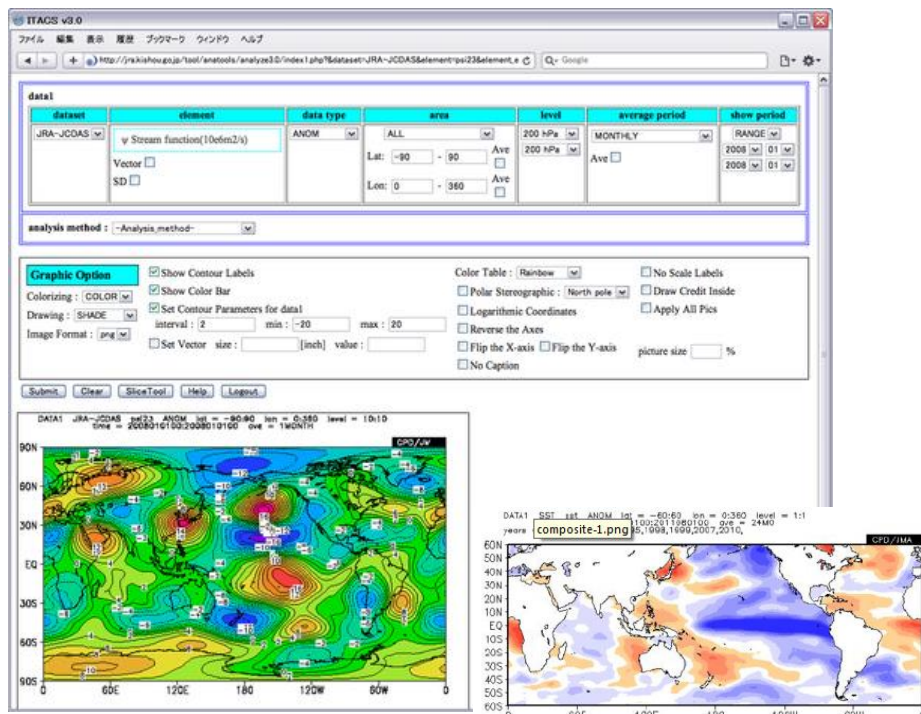 ITACS v3.0
ファイル 編集 表示 履歴 ブックマーク ウィンドウ ヘルプ
http://jra.kishou.go.jp/tool/anatools/analyze3.0/index1.php?&dataset=JRA-JCDAS&element=psi23&element_e
Google
data1
dataset element data type area level average period show period
JRA-JCDAS ψ Stream function(10e6m2/s) ANOM ALL 200 hPa MONTHLY RANGE
Vector Lat: -90 - 90 Ave 200 hPa Ave 2008 01
SD Lon: 0 - 360 Ave 2008 01
analysis method : -Analysis_method-
Graphic Option
Colorizing : COLOR
Drawing : SHADE
Image Format : png
Show Contour Labels
Show Color Bar
Set Contour Parameters for data1
interval : 2 min : -20 max : 20
Set Vector size : [inch] value :
Color Table : Rainbow
Polar Stereographic : North pole
Logarithmic Coordinates
Reverse the Axes
Flip the X-axis Flip the Y-axis
No Caption
No Scale Labels
Draw Credit Inside
Apply All Pics
picture size %
Submit Clear SliceTool Help Logout
DATA1 JRA-JCDAS psi23 ANOM lat = -90:90 lon = 0:360 level = 10:10
time = 2008010100:2008010100 ave = 1MONTH
CPD/JM
90N
60N
30N
EQ
30S
60S
90S
0 60E 120E 180 120W 60W 0
DATA1 SST sst ANOM lat = -60:60 lon = 0:360 level = 1:1
0100:2011080100 ave = 24MO
years composite-1.png 95,1998,1999,2007,2010,
CPD/JMA
60N
50N
40N
30N
20N
10N
EQ
10S
20S
30S
40S
50S
60S